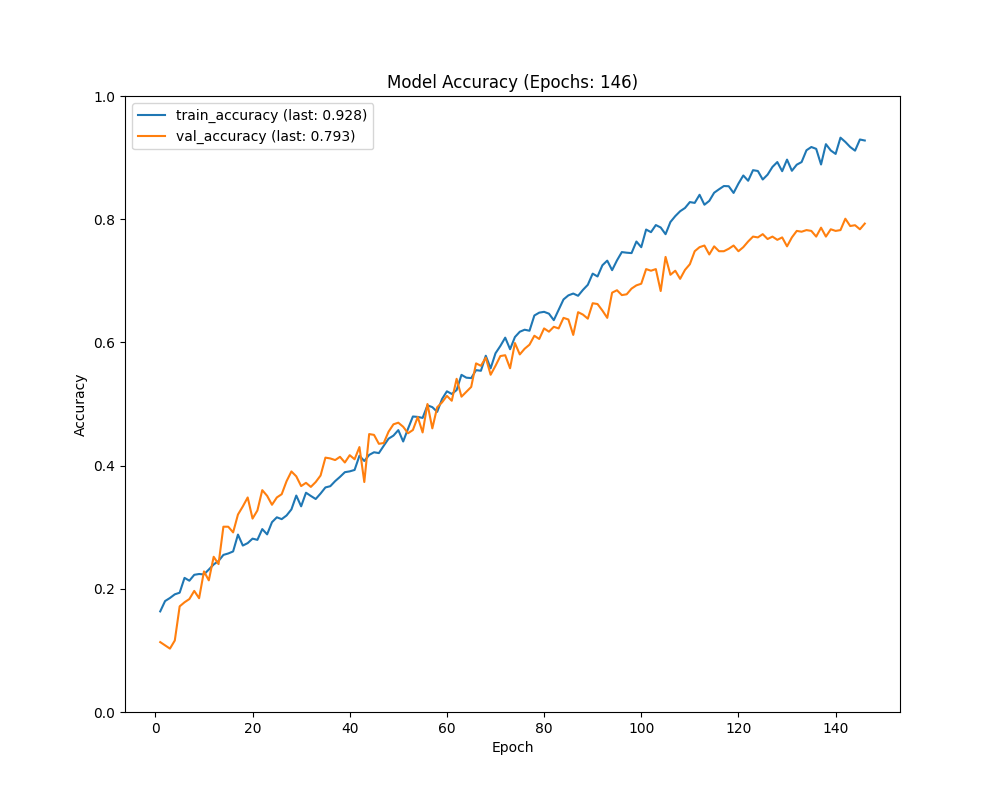 Model Accuracy (Epochs: 146)
train_accuracy (last: 0.928)
val_accuracy (last: 0.793)
1.0
0.8
0.6
0.4
0.2
0.0
Accuracy
0 20 40 60 80 100 120 140
Epoch